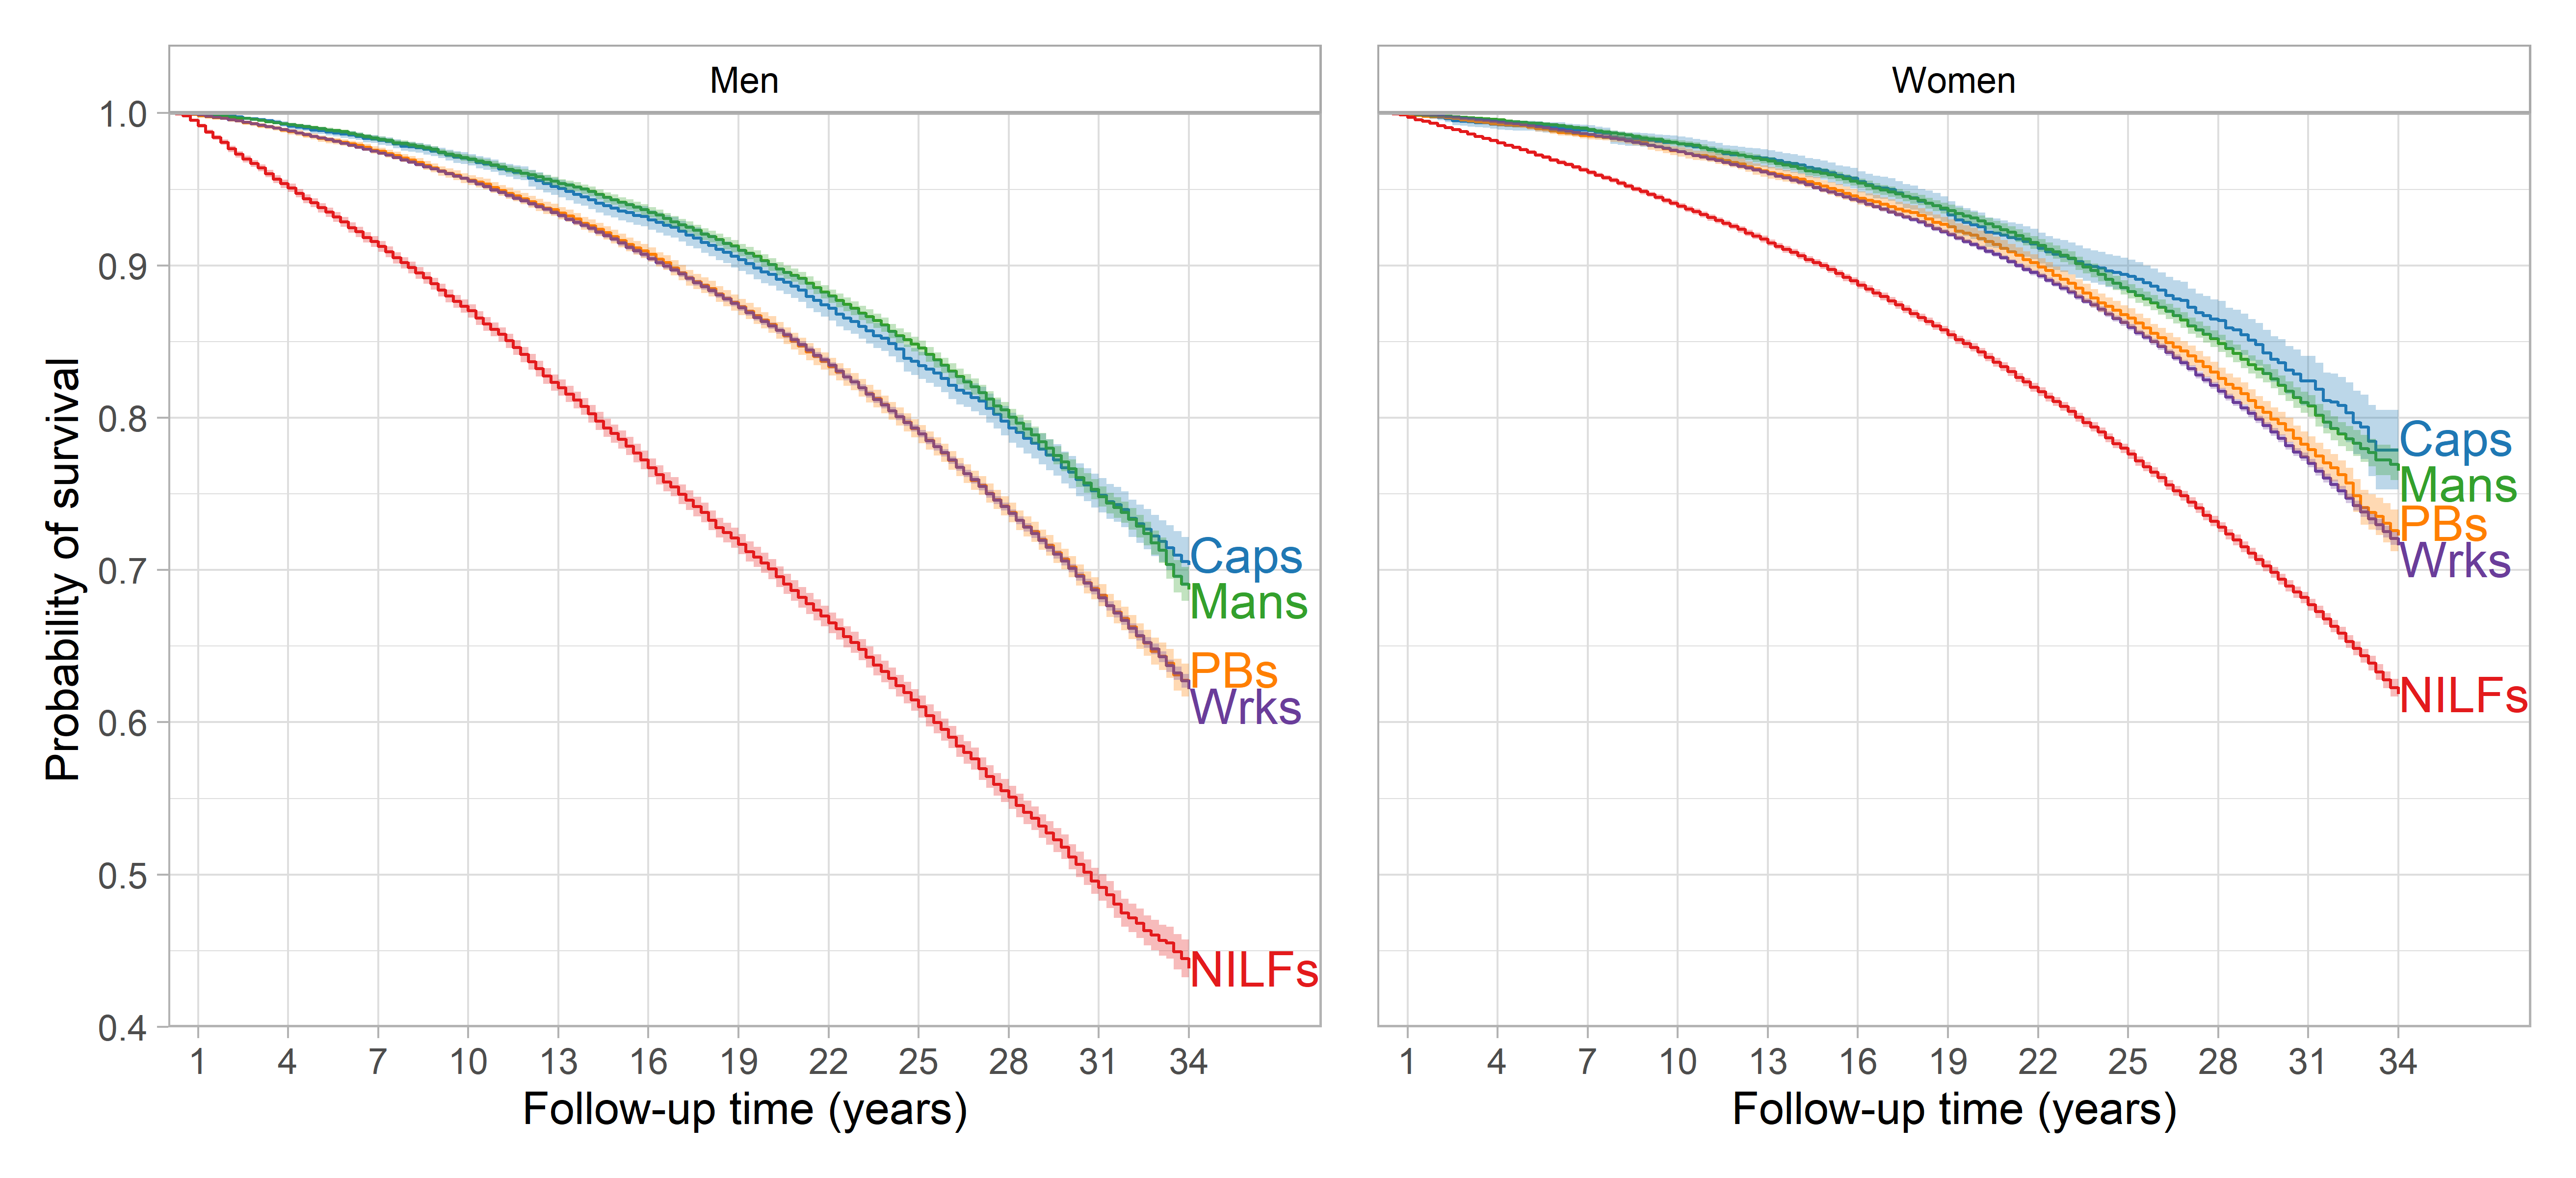 Men
Women
Probability of survival
1.0
0.9
0.8
0.7
0.6
0.5
0.4
Caps
Mans
PBs
Wrks
NILFs
Caps
Mans
PBs
Wrks
NILFs
1 4 7 10 13 16 19 22 25 28 31 34
1 4 7 10 13 16 19 22 25 28 31 34
Follow-up time (years)
Follow-up time (years)